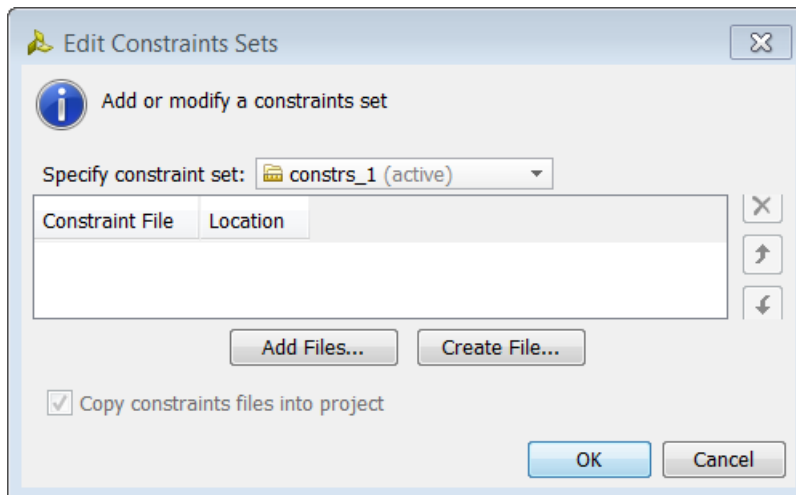 Edit Constraints Sets
Add or modify a constraints set
Specify constraint set: constrs_1 (active)
Constraint File Location
Add Files... Create File...
Copy constraints files into project
OK Cancel